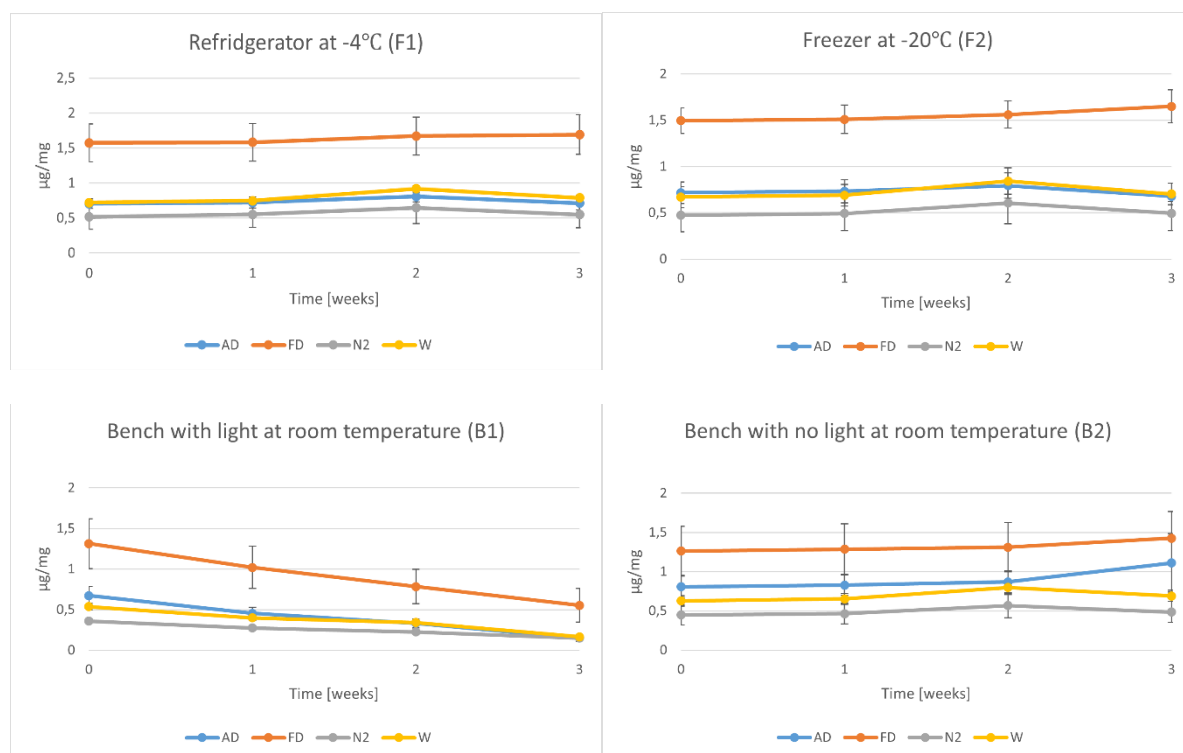 Refridgerator at -4℃ (F1)
2,5
2
1,5
1
0,5
0
µg/mg
0 1 2 3
Time [weeks]
AD FD N2 W
Freezer at -20℃ (F2)
2
1,5
1
0,5
0
µg/mg
0 1 2 3
Time [weeks]
AD FD N2 W
Bench with light at room temperature (B1)
2
1,5
1
0,5
0
µg/mg
0 1 2 3
Time [weeks]
AD FD N2 W
Bench with no light at room temperature (B2)
2
1,5
1
0,5
0
µg/mg
0 1 2 3
Time [weeks]
AD FD N2 W